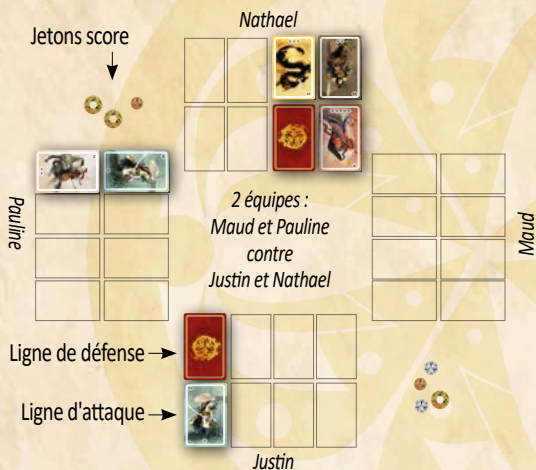 Nathael
Jetons score
Pauline
2 équipes :
Maud et Pauline
contre
Justin et Nathael
Maud
Ligne de défense
Ligne d'attaque
Justin